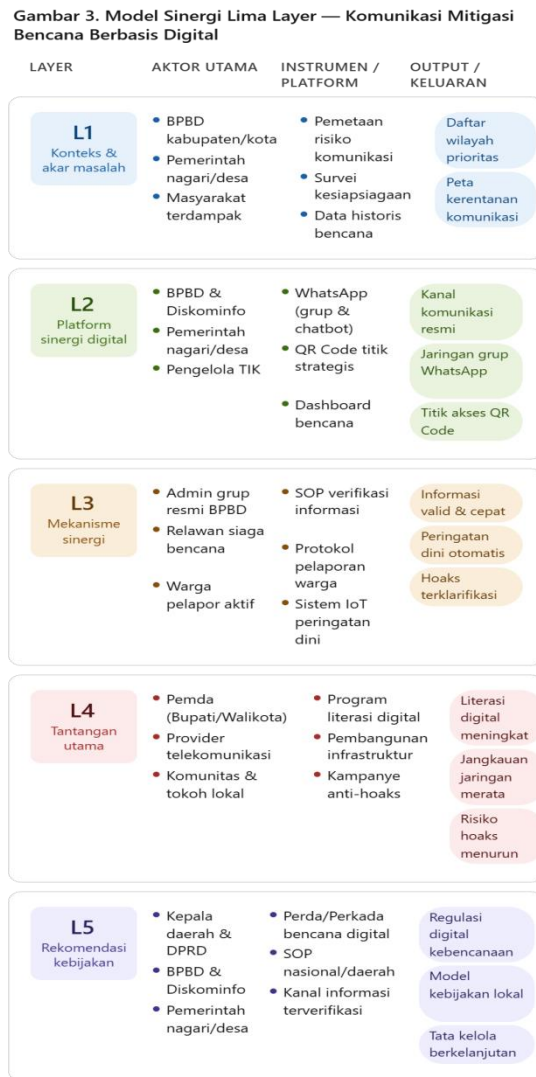 Gambar 3. Model Sinergi Lima Layer — Komunikasi Mitigasi
Bencana Berbasis Digital
LAYER
AKTOR UTAMA
INSTRUMEN /
PLATFORM
OUTPUT /
KELUARAN
L1
Konteks &
akar masalah
• BPBD
kabupaten/kota
• Pemerintah
nagari/desa
• Masyarakat
terdampak
• Pemetaan
risiko
komunikasi
• Survei
kesiapsiagaan
• Data historis
bencana
Daftar
wilayah
prioritas
Peta
kerentanan
komunikasi
L2
Platform
sinergi digital
• BPBD &
Diskominfo
• Pemerintah
nagari/desa
• Pengelola TIK
• WhatsApp
(grup &
chatbot)
• QR Code titik
strategis
• Dashboard
bencana
Kanal
komunikasi
resmi
Jaringan grup
WhatsApp
Titik akses QR
Code
L3
Mekanisme
sinergi
• Admin grup
resmi BPBD
• Relawan siaga
bencana
• Warga
pelapor aktif
• SOP verifikasi
informasi
• Protokol
pelaporan
warga
• Sistem IoT
peringatan
dini
Informasi
valid & cepat
Peringatan
dini otomatis
Hoaks
terklarifikasi
L4
Tantangan
utama
• Pemda
(Bupati/Walikota)
• Provider
telekomunikasi
• Komunitas &
tokoh lokal
• Program
literasi digital
• Pembangunan
infrastruktur
• Kampanye
anti-hoaks
Literasi
digital
meningkat
Jangkauan
jaringan
merata
Risiko
hoaks
menurun
L5
Rekomendasi
kebijakan
• Kepala
daerah &
DPRD
• BPBD &
Diskominfo
• Pemerintah
nagari/desa
• Perda/Perkada
bencana digital
• SOP
nasional/daerah
• Kanal informasi
terverifikasi
Regulasi
digital
kebencanaan
Model
kebijakan lokal
Tata kelola
berkelanjutan